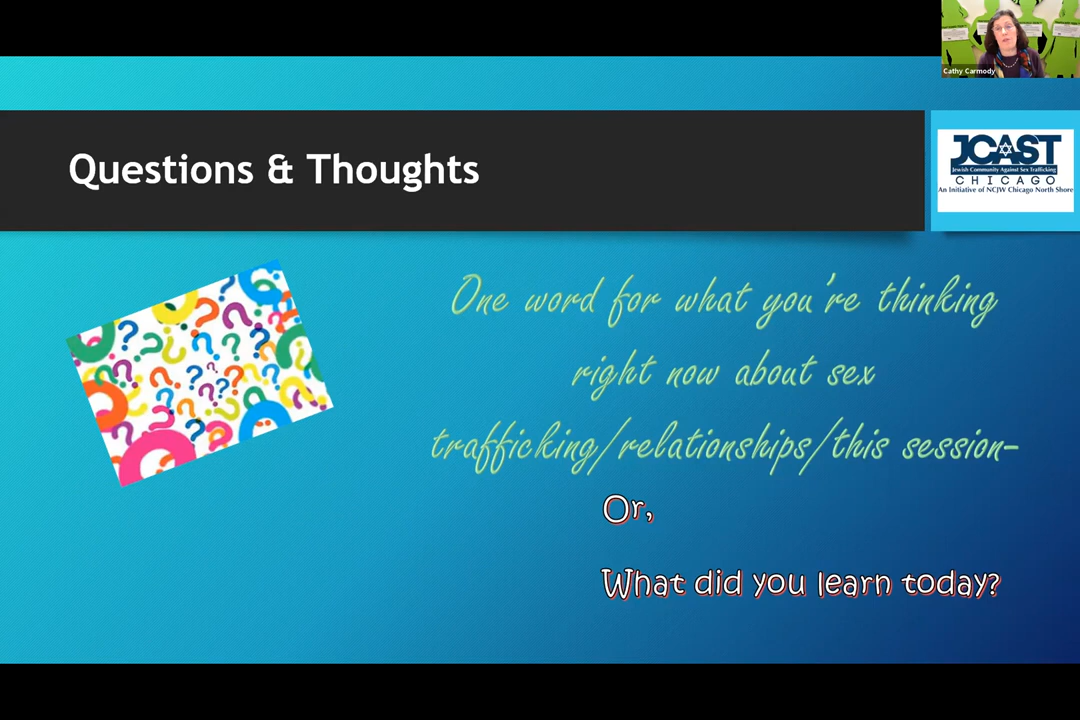 Cathy Carmody
Questions & Thoughts
JCAST
Jewish Community Against Sex Trafficking
CHICAGO
An Initiative of NCJW Chicago North Shore
One word for what you're thinking
right now about sex
trafficking/relationships/this session-
Or,
What did you learn today?